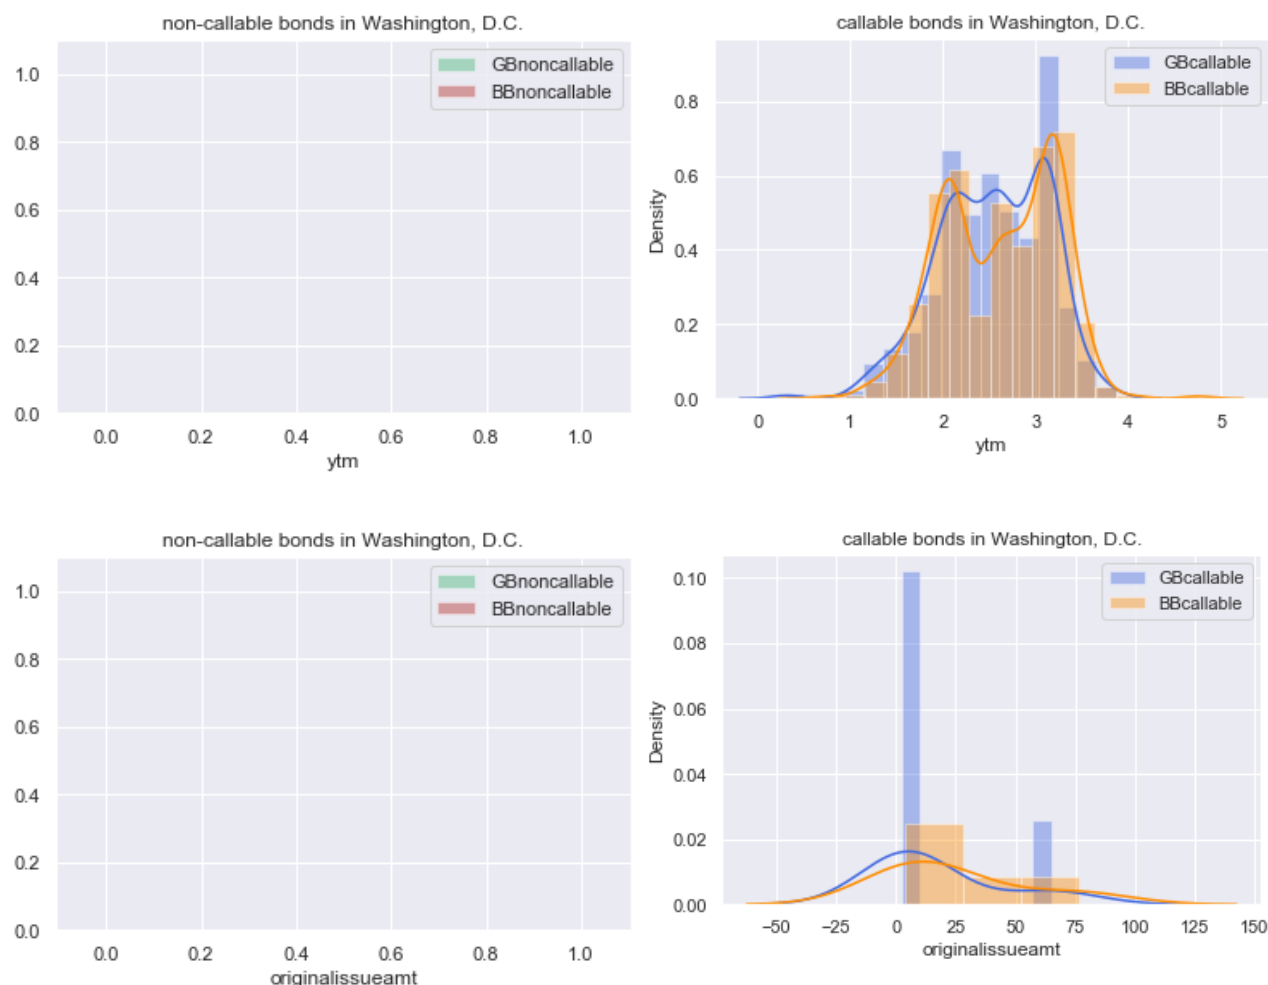 non-callable bonds in Washington, D.C.
GBnoncallable
BBnoncallable
1.0
0.8
0.6
0.4
0.2
0.0
0.0 0.2 0.4 0.6 0.8 1.0
ytm
callable bonds in Washington, D.C.
GBcallable
BBcallable
Density
0.8
0.6
0.4
0.2
0.0
0 1 2 3 4 5
ytm
non-callable bonds in Washington, D.C.
GBnoncallable
BBnoncallable
1.0
0.8
0.6
0.4
0.2
0.0
0.0 0.2 0.4 0.6 0.8 1.0
originalissueamt
callable bonds in Washington, D.C.
GBcallable
BBcallable
Density
0.10
0.08
0.06
0.04
0.02
0.00
−50 −25 0 25 50 75 100 125 150
originalissueamt